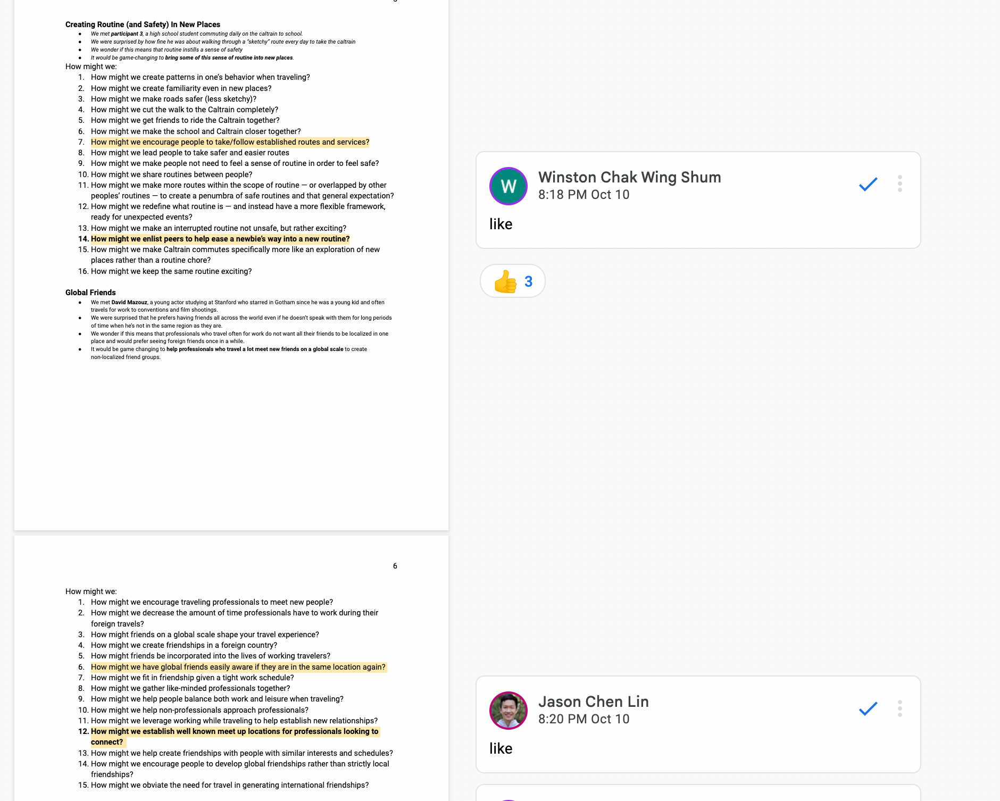 Creating Routine (and Safety) In New Places
● We met participant 3, a high school student commuting daily on the caltrain to school.
● We were surprised by how fine he was about walking through a “sketchy” route every day to take the caltrain
● We wonder if this means that routine instills a sense of safety
● It would be game-changing to bring some of this sense of routine into new places.
How might we:
1. How might we create patterns in one’s behavior when traveling?
2. How might we create familiarity even in new places?
3. How might we make roads safer (less sketchy)?
4. How might we cut the walk to the Caltrain completely?
5. How might we get friends to ride the Caltrain together?
6. How might we make the school and Caltrain closer together?
7. How might we encourage people to take/follow established routes and services?
8. How might we lead people to take safer and easier routes
9. How might we make people not need to feel a sense of routine in order to feel safe?
10. How might we share routines between people?
11. How might we make more routes within the scope of routine — or overlapped by other
peoples’ routines — to create a penumbra of safe routines and that general expectation?
12. How might we redefine what routine is — and instead have a more flexible framework,
ready for unexpected events?
13. How might we make an interrupted routine not unsafe, but rather exciting?
14. How might we enlist peers to help ease a newbie’s way into a new routine?
15. How might we make Caltrain commutes specifically more like an exploration of new
places rather than a routine chore?
16. How might we keep the same routine exciting?
Global Friends
● We met David Mazouz, a young actor studying at Stanford who starred in Gotham since he was a young kid and often
travels for work to conventions and film shootings.
● We were surprised that he prefers having friends all across the world even if he doesn’t speak with them for long periods
of time when he’s not in the same region as they are.
● We wonder if this means that professionals who travel often for work do not want all their friends to be localized in one
place and would prefer seeing foreign friends once in a while.
● It would be game changing to help professionals who travel a lot meet new friends on a global scale to create
non-localized friend groups.
6
How might we:
1. How might we encourage traveling professionals to meet new people?
2. How might we decrease the amount of time professionals have to work during their
foreign travels?
3. How might friends on a global scale shape your travel experience?
4. How might we create friendships in a foreign country?
5. How might friends be incorporated into the lives of working travelers?
6. How might we have global friends easily aware if they are in the same location again?
7. How might we fit in friendship given a tight work schedule?
8. How might we gather like-minded professionals together?
9. How might we help people balance both work and leisure when traveling?
10. How might we help non-professionals approach professionals?
11. How might we leverage working while traveling to help establish new relationships?
12. How might we establish well known meet up locations for professionals looking to
connect?
13. How might we help create friendships with people with similar interests and schedules?
14. How might we encourage people to develop global friendships rather than strictly local
friendships?
15. How might we obviate the need for travel in generating international friendships?
W
Winston Chak Wing Shum
8:18 PM Oct 10
like
👍 3
Jason Chen Lin
8:20 PM Oct 10
like